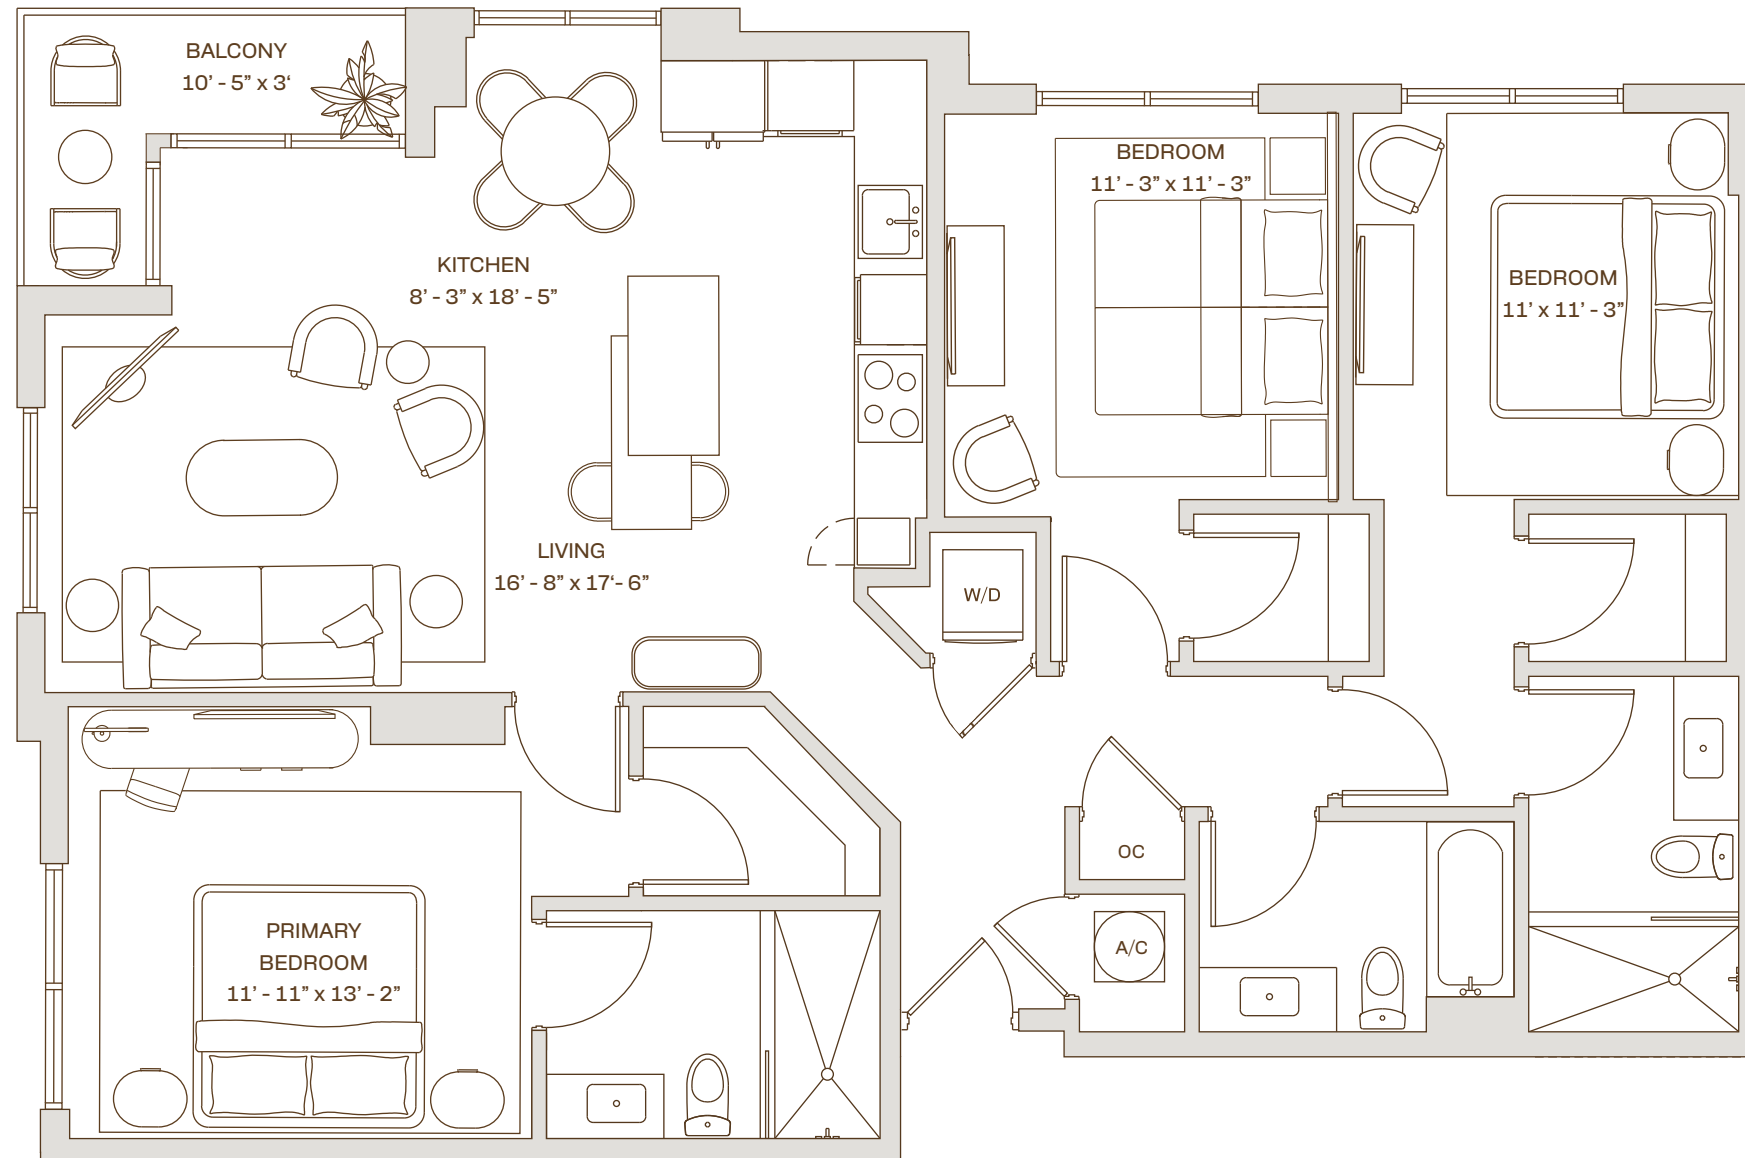 BALCONY
10’ - 5” x 3‘
BEDROOM
11’ - 3” x 11’ - 3”
KITCHEN
8’ - 3” x 18’ - 5”
BEDROOM
11’ x 11’ - 3”
LIVING
16’ - 8” x 17‘- 6”
W/D
OC
PRIMARY
BEDROOM
11’ - 11” x 13’ - 2”
A/C